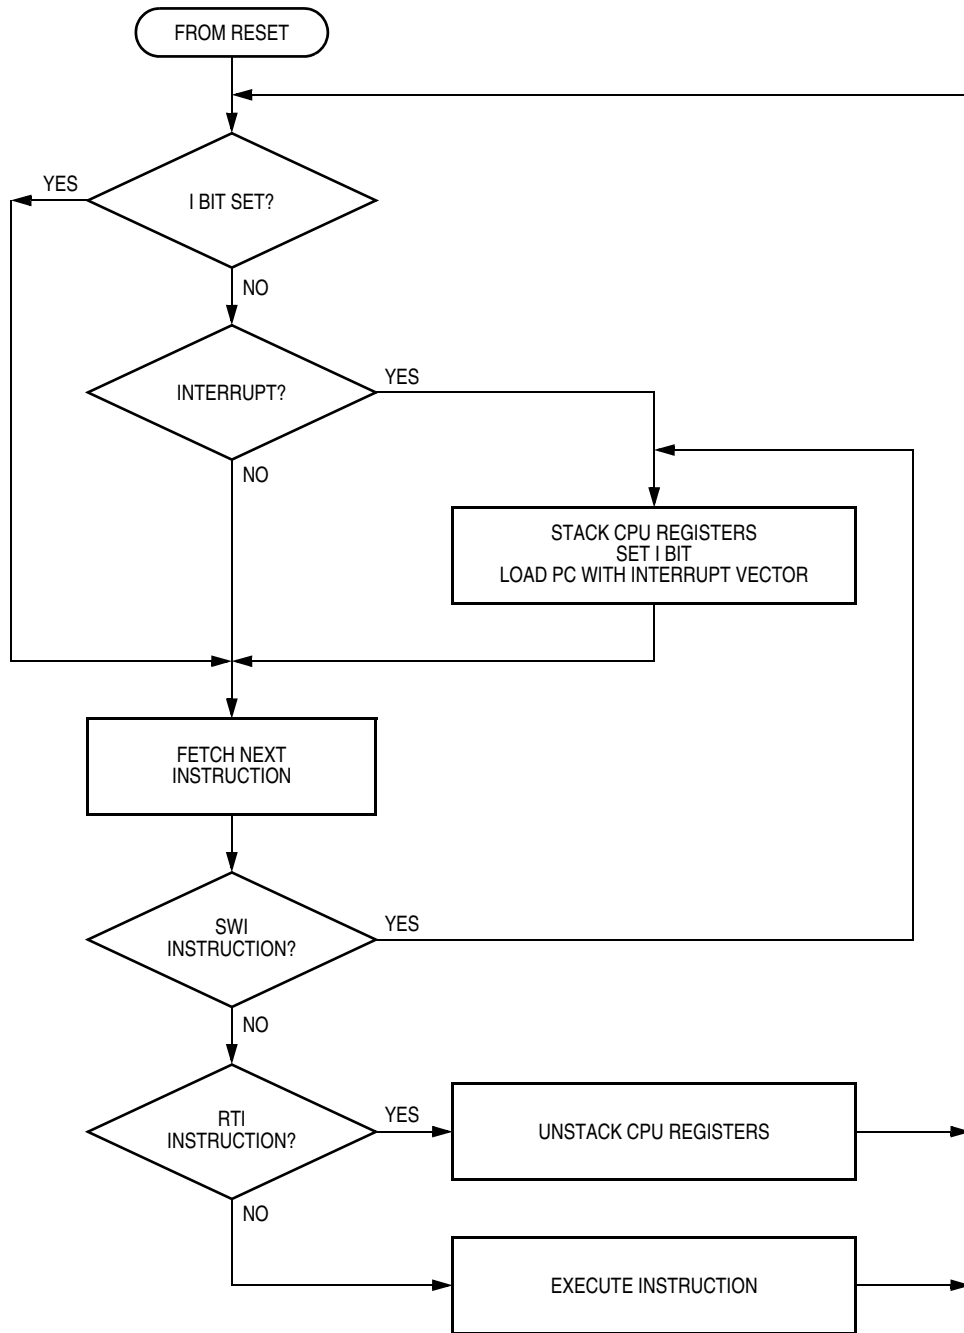 FROM RESET
YES
I BIT SET?
NO
INTERRUPT?
YES
NO
STACK CPU REGISTERS
SET I BIT
LOAD PC WITH INTERRUPT VECTOR
FETCH NEXT
INSTRUCTION
SWI
INSTRUCTION?
YES
NO
RTI
INSTRUCTION?
YES
UNSTACK CPU REGISTERS
NO
EXECUTE INSTRUCTION